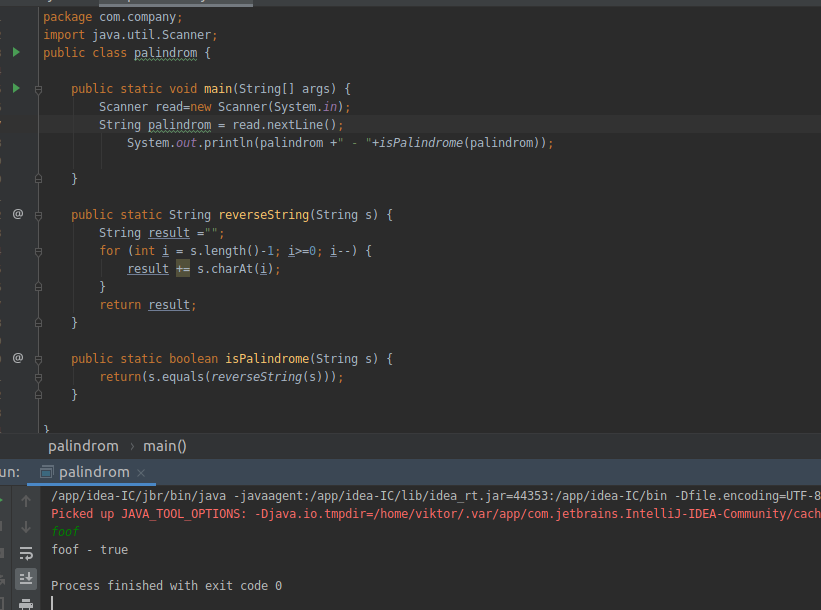 package com.company;
import java.util.Scanner;
public class palindrom {
public static void main(String[] args) {
Scanner read=new Scanner(System.in);
String palindrom = read.nextLine();
System.out.println(palindrom +" - "+isPalindrome(palindrom));
}
@ public static String reverseString(String s) {
String result ="";
for (int i = s.length()-1; i>=0; i--) {
result += s.charAt(i);
}
return result;
}
@ public static boolean isPalindrome(String s) {
return(s.equals(reverseString(s)));
}
}
palindrom › main()
un: palindrom ×
/app/idea-IC/jbr/bin/java -javaagent:/app/idea-IC/lib/idea_rt.jar=44353:/app/idea-IC/bin -Dfile.encoding=UTF-8
Picked up JAVA_TOOL_OPTIONS: -Djava.io.tmpdir=/home/viktor/.var/app/com.jetbrains.IntelliJ-IDEA-Community/cach
foof
foof - true
Process finished with exit code 0